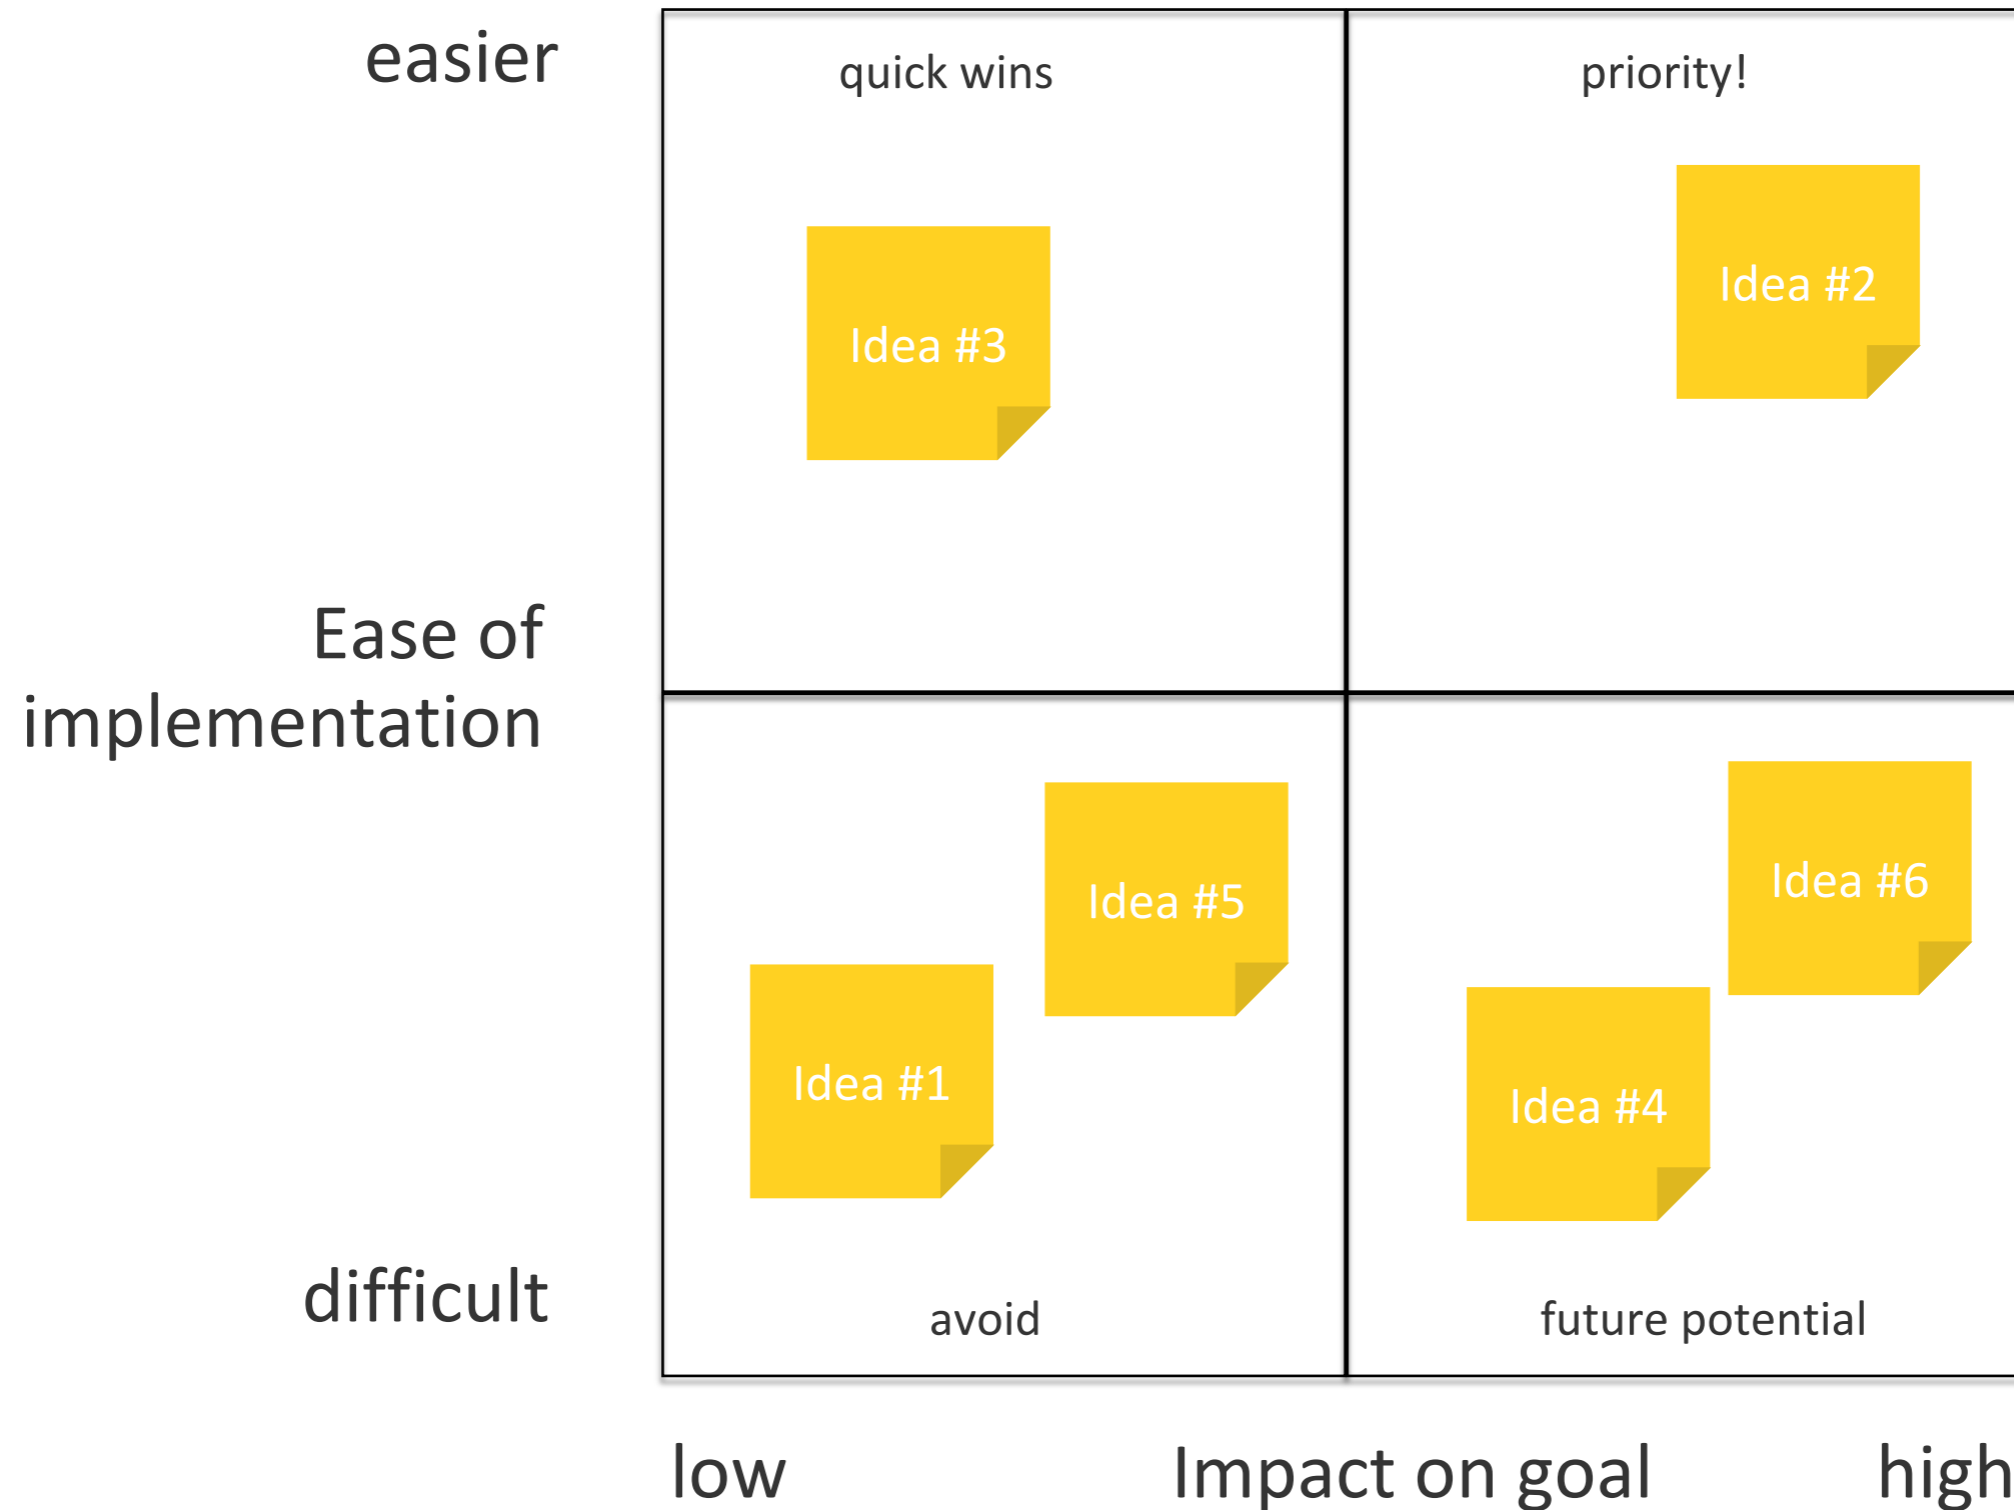 easier
quick wins
priority!
Idea #2
Idea #3
Ease of
implementation
Idea #6
Idea #5
Idea #1
Idea #4
difficult
avoid
future potential
low
Impact on goal
high